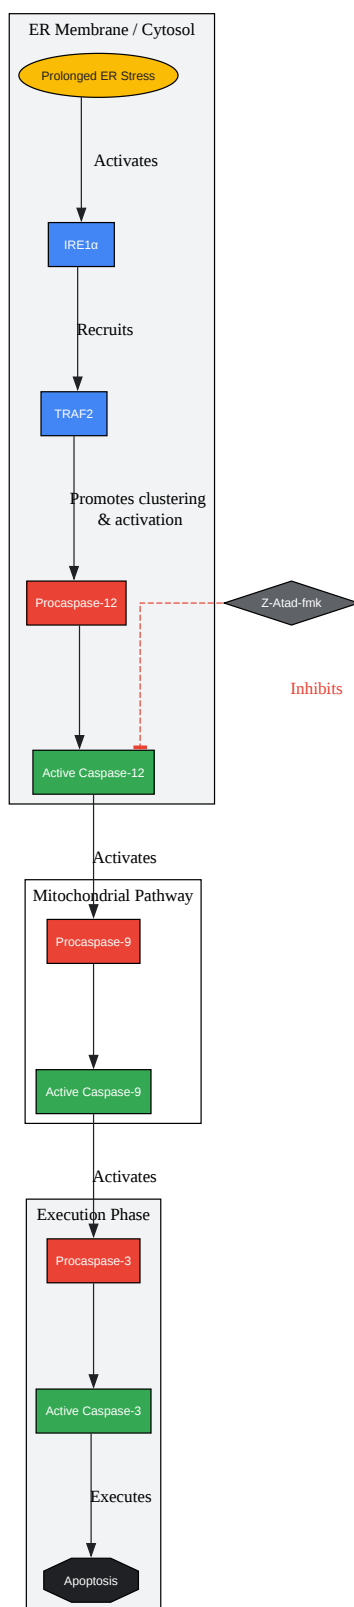 ER Membrane / Cytosol
Prolonged ER Stress
Activates
IRE1α
Recruits
TRAF2
Promotes clustering
& activation
Procaspase-12
Z-Atad-fmk
Inhibits
Active Caspase-12
Activates
Mitochondrial Pathway
Procaspase-9
Active Caspase-9
Activates
Execution Phase
Procaspase-3
Active Caspase-3
Executes
Apoptosis